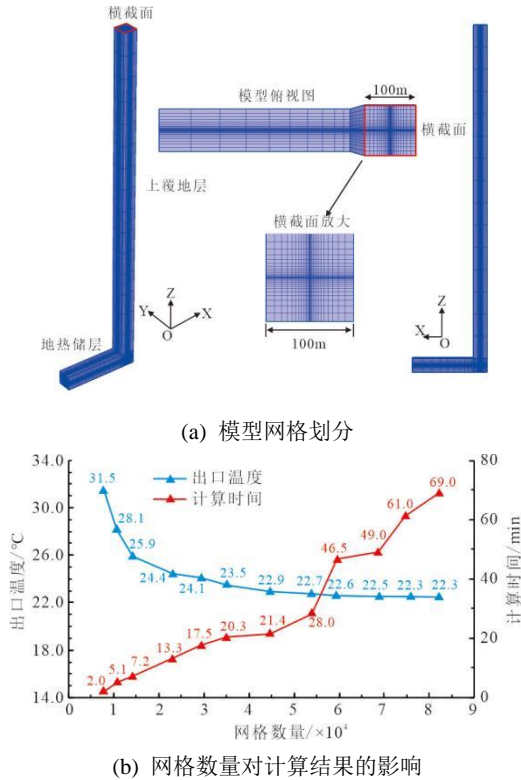 横截面
模型俯视图
100m
横截面
上覆地层
横截面放大
Z
Y
X
O
地热储层
100m
Z
X
O
(a) 模型网格划分
34.0
30.0
26.0
22.0
18.0
14.0
出口温度/℃
出口温度
计算时间
31.5
28.1
25.9
24.4
24.1
23.5
22.9
22.7
22.6
22.5
22.3
22.3
2.0
5.1
7.2
13.3
17.5
20.3
21.4
28.0
46.5
49.0
61.0
69.0
80
60
40
20
0
计算时间/min
0 1 2 3 4 5 6 7 8 9
网格数量/×10⁴
(b) 网格数量对计算结果的影响